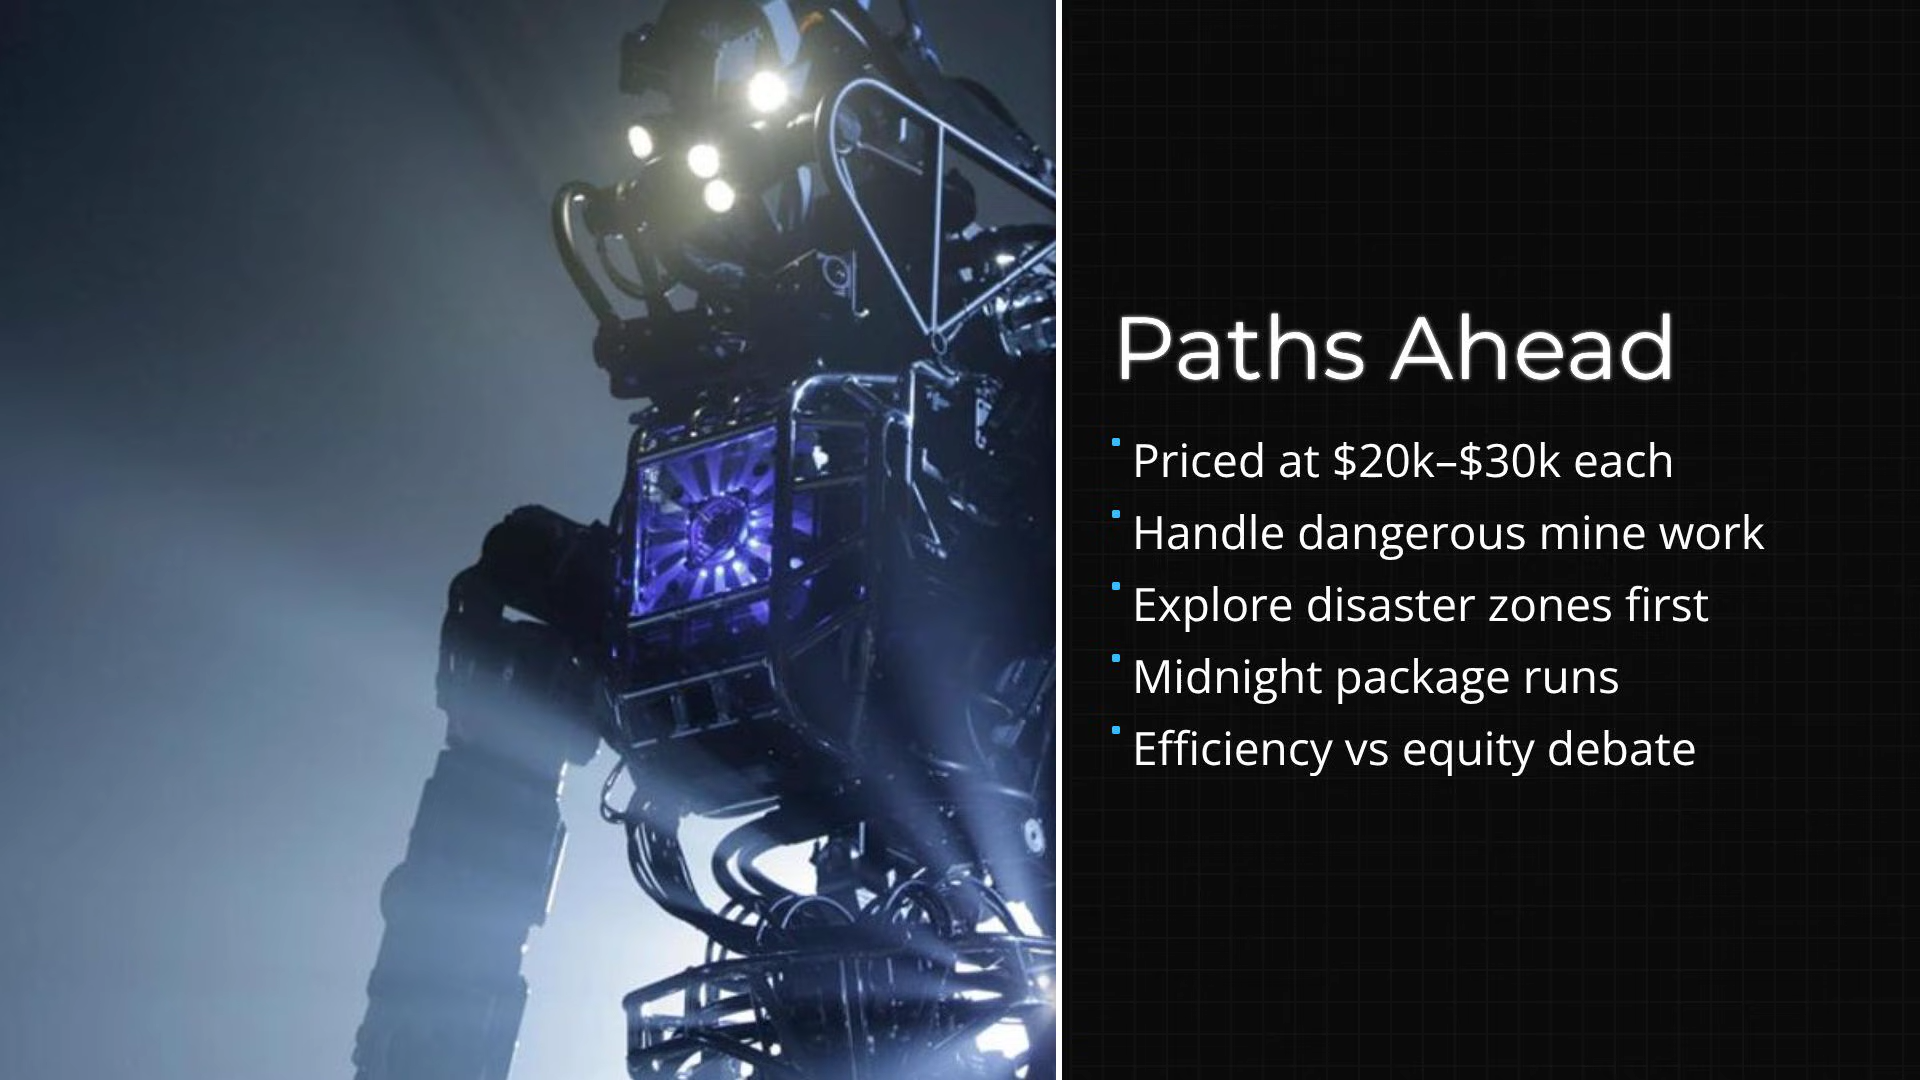 Paths Ahead
Priced at $20k–$30k each
Handle dangerous mine work
Explore disaster zones first
Midnight package runs
Efficiency vs equity debate